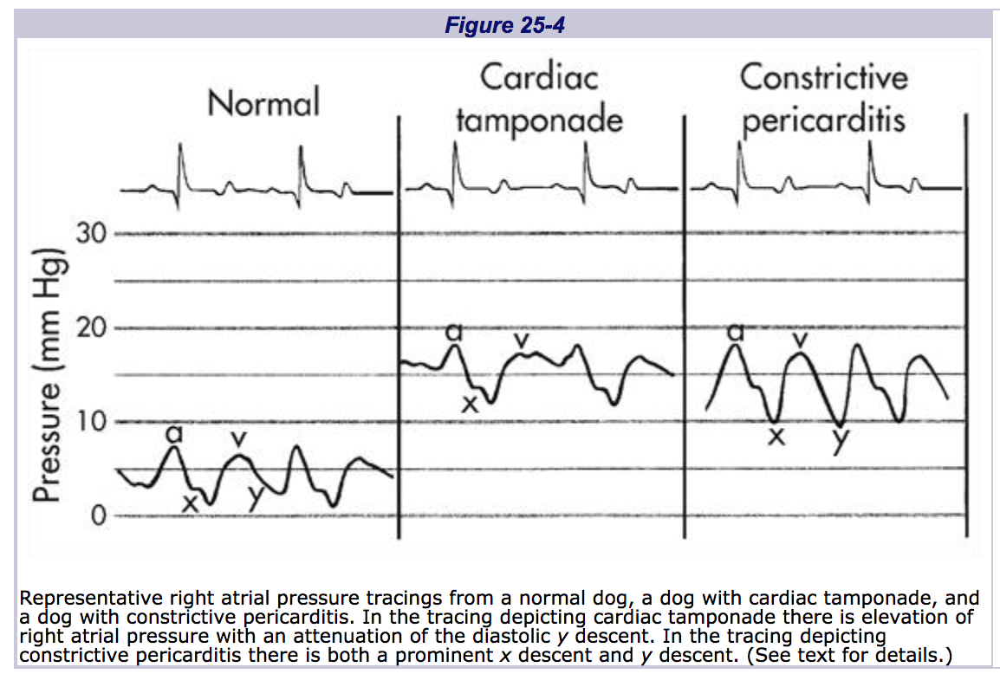 Figure 25-4
Normal
Cardiac
tamponade
Constrictive
pericarditis
Pressure (mm Hg)
30
20
10
0
a
v
x
y
a
v
x
a
v
x
y
Representative right atrial pressure tracings from a normal dog, a dog with cardiac tamponade, and
a dog with constrictive pericarditis. In the tracing depicting cardiac tamponade there is elevation of
right atrial pressure with an attenuation of the diastolic y descent. In the tracing depicting
constrictive pericarditis there is both a prominent x descent and y descent. (See text for details.)